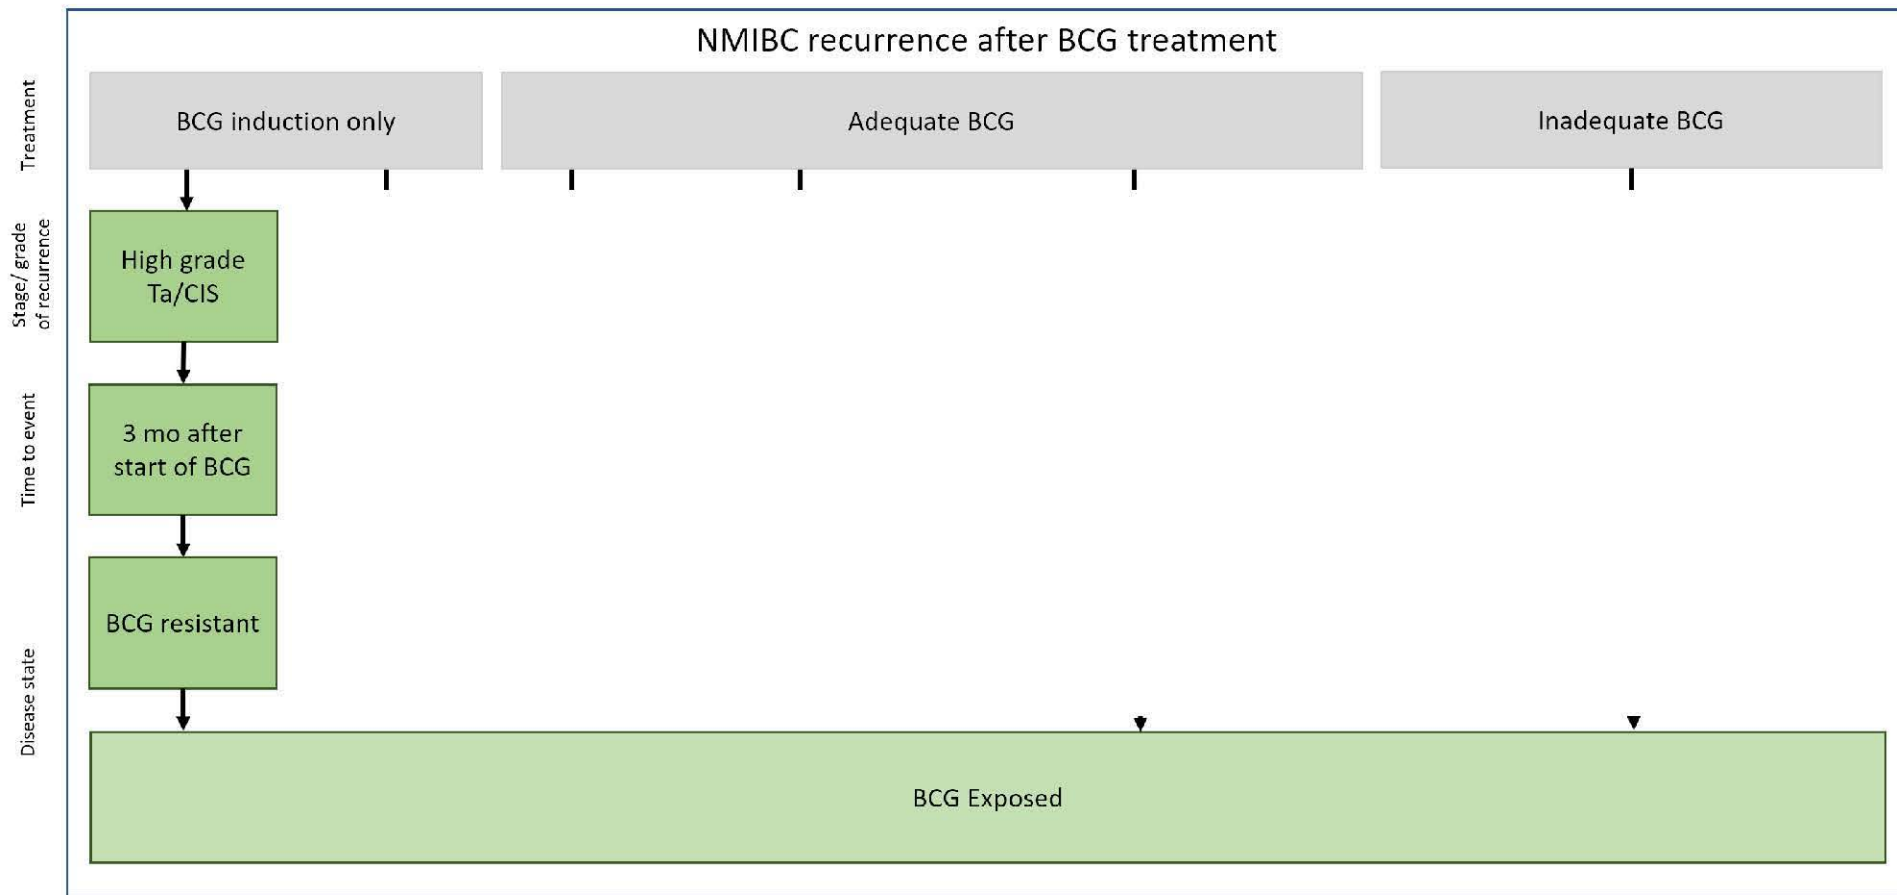 NMIBC recurrence after BCG treatment
Treatment
BCG induction only
Adequate BCG
Inadequate BCG
Stage/ grade
of recurrence
High grade
Ta/CIS
Time to event
3 mo after
start of BCG
Disease state
BCG resistant
BCG Exposed